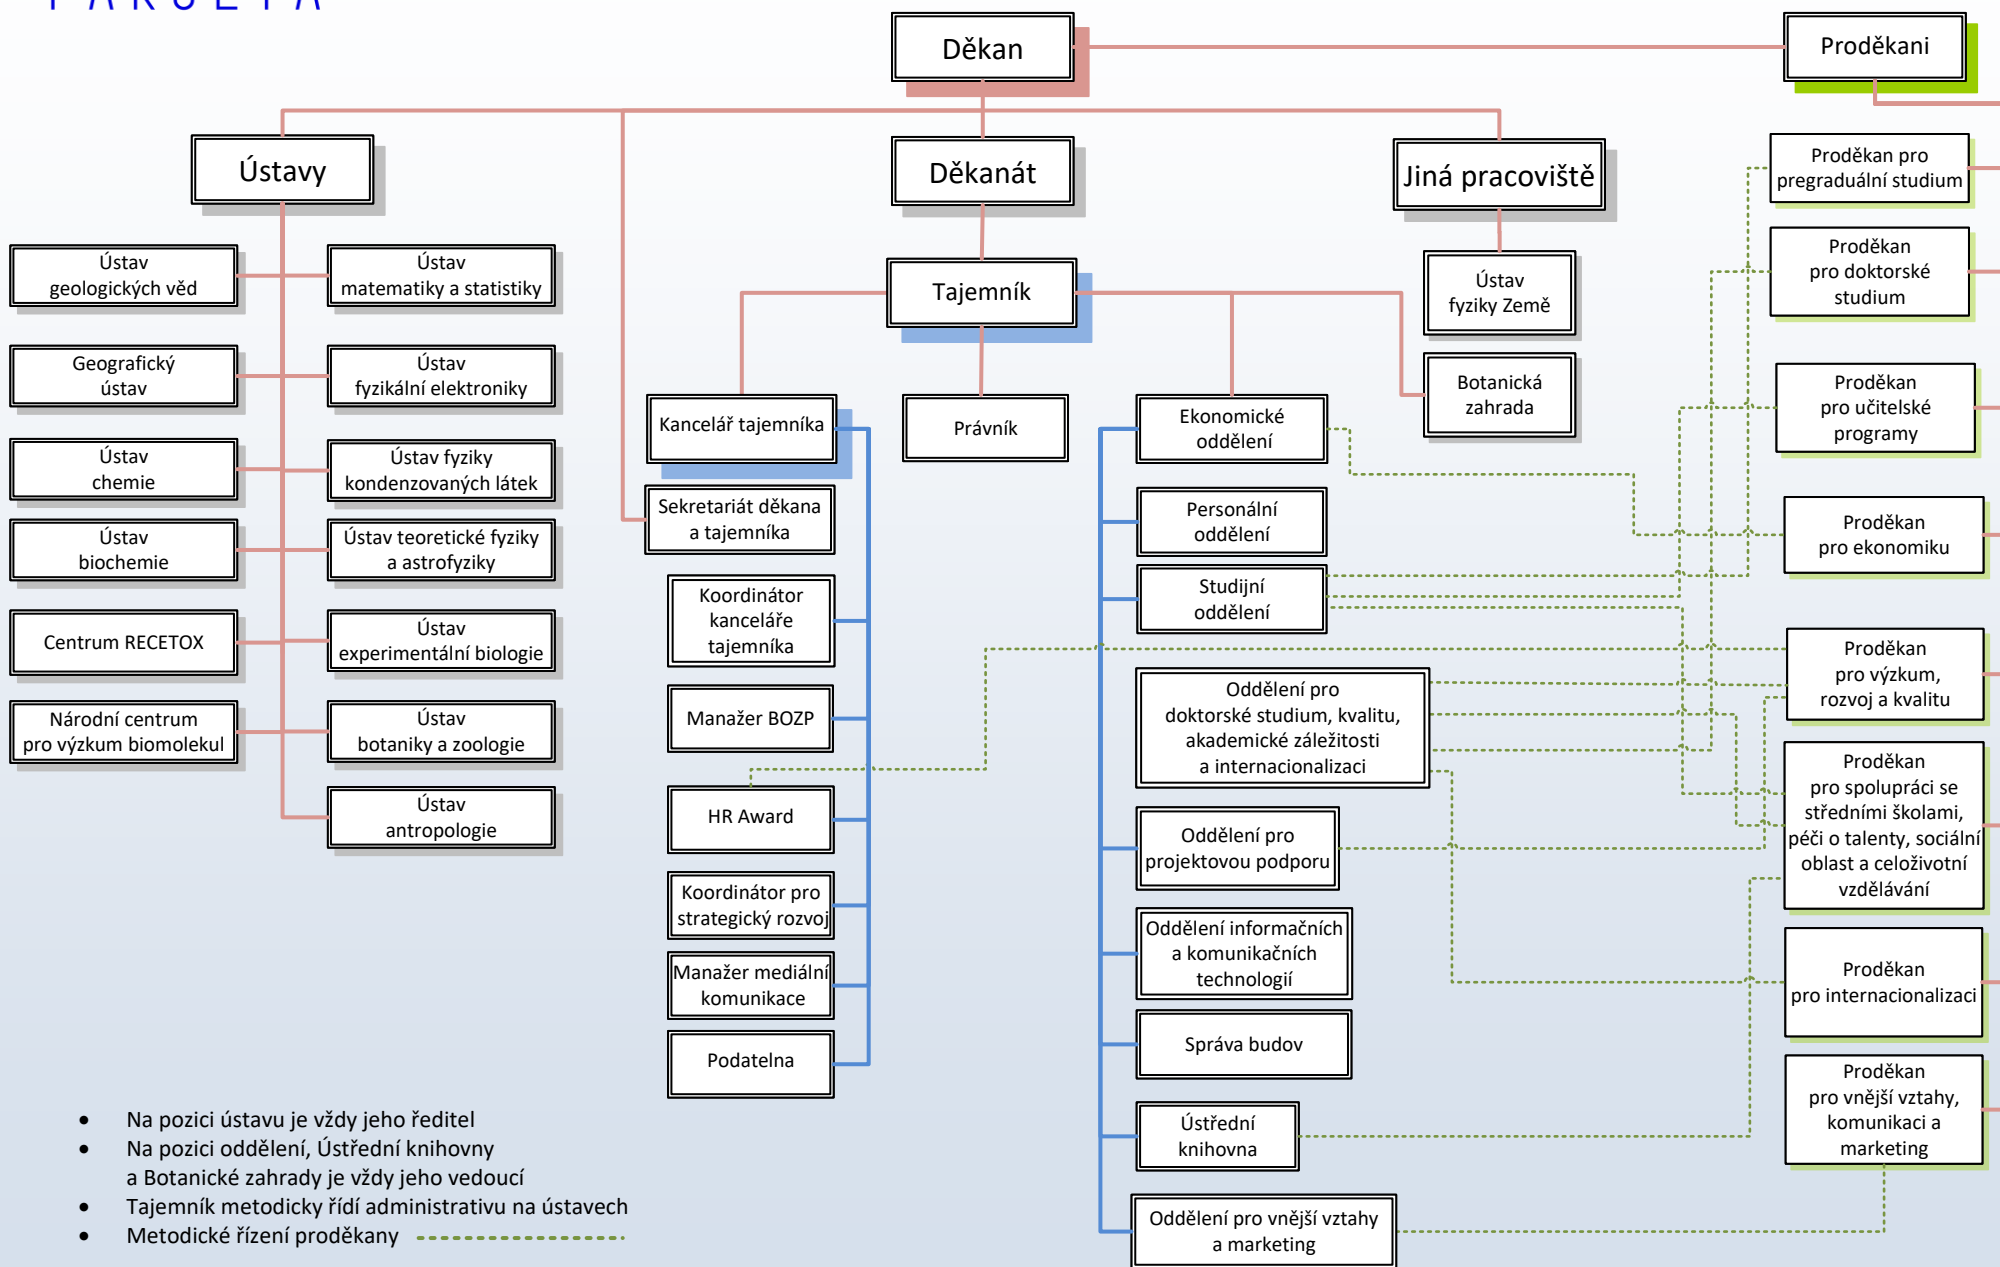 FAKULTA
Děkan
Proděkani
Ústavy
Děkanát
Jiná pracoviště
Ústav
geologických věd
Ústav
matematiky a statistiky
Geografický
ústav
Ústav
fyzikální elektroniky
Ústav
chemie
Ústav fyziky
kondenzovaných látek
Ústav
biochemie
Ústav teoretické fyziky
a astrofyziky
Centrum RECETOX
Ústav
experimentální biologie
Národní centrum
pro výzkum biomolekul
Ústav
botaniky a zoologie
Ústav
antropologie
Tajemník
Ústav
fyziky Země
Botanická
zahrada
Kancelář tajemníka
Právník
Sekretariát děkana
a tajemníka
Koordinátor
kanceláře
tajemníka
Manažer BOZP
HR Award
Koordinátor pro
strategický rozvoj
Manažer mediální
komunikace
Podatelna
Ekonomické
oddělení
Personální
oddělení
Studijní
oddělení
Oddělení pro
doktorské studium, kvalitu,
akademické záležitosti
a internacionalizaci
Oddělení pro
projektovou podporu
Oddělení informačních
a komunikačních
technologií
Správa budov
Ústřední
knihovna
Oddělení pro vnější vztahy
a marketing
Proděkan pro
pregraduální studium
Proděkan
pro doktorské
studium
Proděkan
pro učitelské
programy
Proděkan
pro ekonomiku
Proděkan
pro výzkum,
rozvoj a kvalitu
Proděkan
pro spolupráci se
středními školami,
péči o talenty, sociální
oblast a celoživotní
vzdělávání
Proděkan
pro internacionalizaci
Proděkan
pro vnější vztahy,
komunikaci a
marketing
• Na pozici ústavu je vždy jeho ředitel
• Na pozici oddělení, Ústřední knihovny
a Botanické zahrady je vždy jeho vedoucí
• Tajemník metodicky řídí administrativu na ústavech
• Metodické řízení proděkany